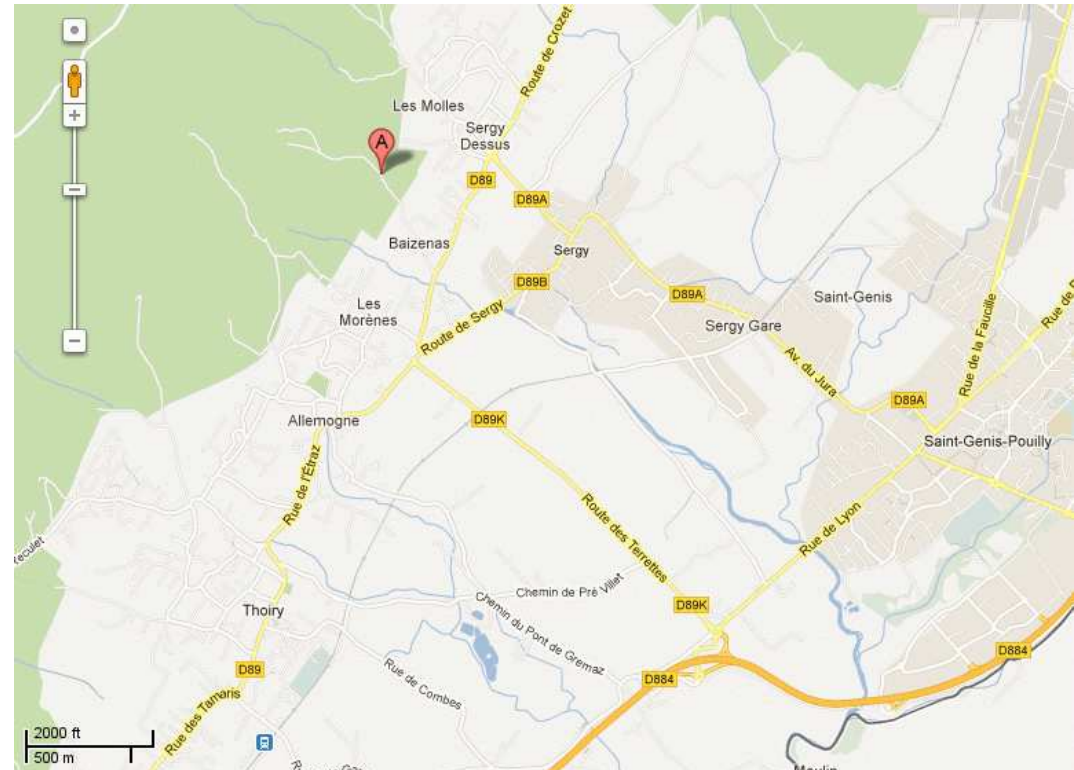 Route de Crozet
Les Molles
Sergy
Dessus
A
D89
D89A
Baizenas
Sergy
D89B
Les
Morènes
Route de Sergy
D89A
Saint-Genis
Sergy Gare
Av. du Jura
Rue de la Faucille
Rue de
D89A
Allemogne
D89K
Saint-Genis-Pouilly
Rue de l'Étraz
Route des Terrettes
Rue de Lyon
Chemin de Pré Villet
Thoiry
Chemin du Pont de Gremaz
D89K
D884
D884
D89
Rue de Combes
Rue des Tamaris
2000 ft
500 m
Moulin